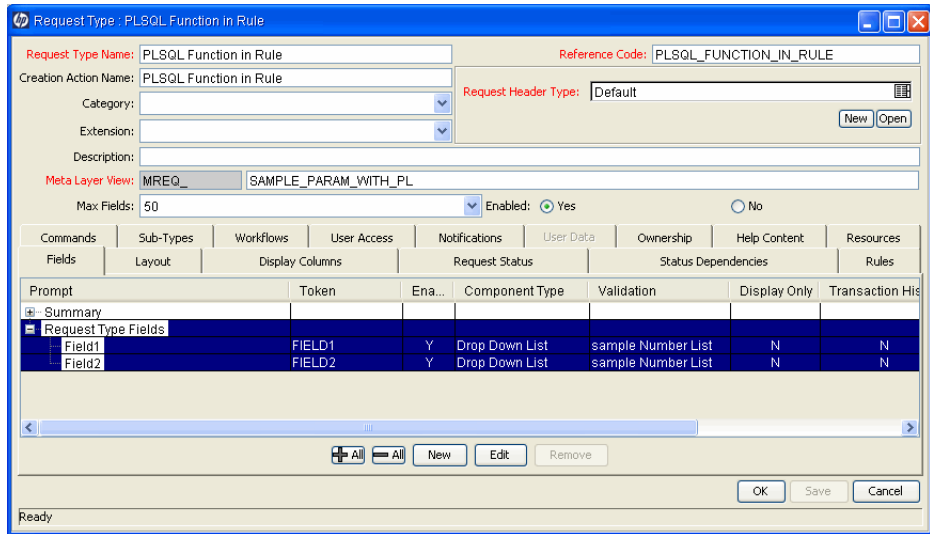 hp Request Type : PLSQL Function in Rule
Request Type Name: PLSQL Function in Rule Reference Code: PLSQL_FUNCTION_IN_RULE
Creation Action Name: PLSQL Function in Rule
Request Header Type: Default
Category:
New Open
Extension:
Description:
Meta Layer View: MREQ_ SAMPLE_PARAM_WITH_PL
Max Fields: 50 Enabled: Yes No
Commands Sub-Types Workflows User Access Notifications User Data Ownership Help Content Resources
Fields Layout Display Columns Request Status Status Dependencies Rules
Prompt Token Ena... Component Type Validation Display Only Transaction His
Summary
Request Type Fields
Field1 FIELD1 Y Drop Down List sample Number List N N
Field2 FIELD2 Y Drop Down List sample Number List N N
All All New Edit Remove
OK Save Cancel
Ready